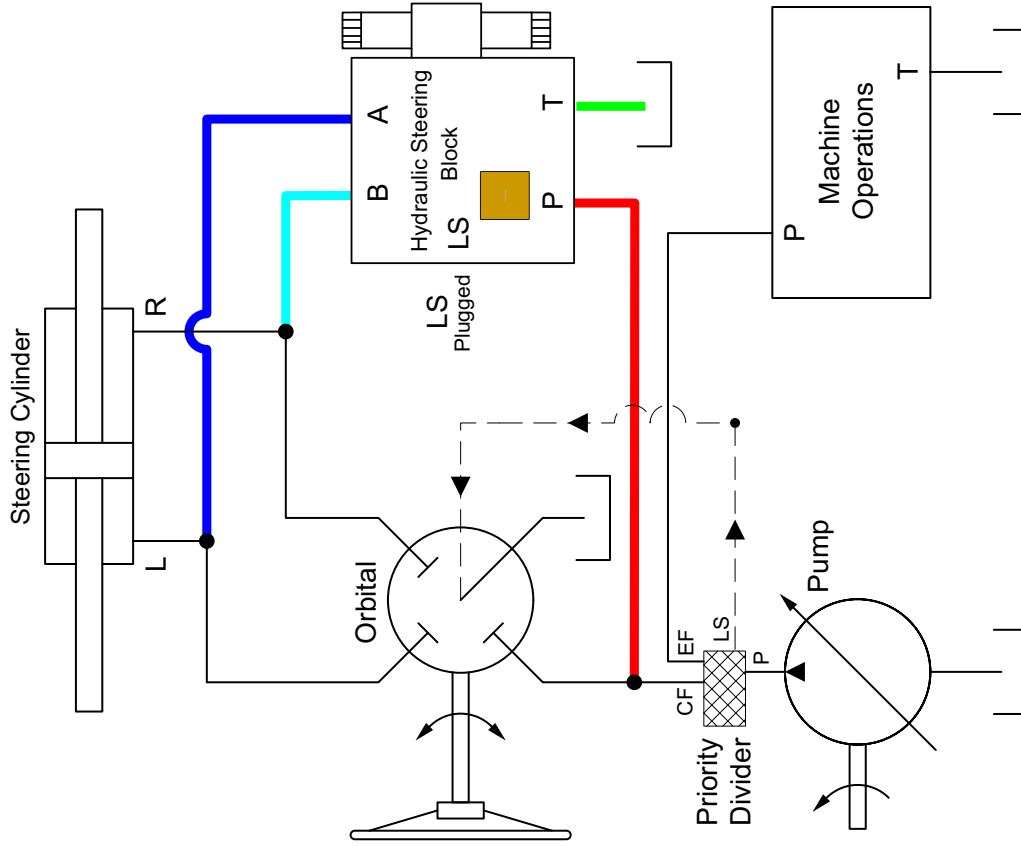 Steering Cylinder
L
R
A
B
Hydraulic Steering
Block
LS
P
T
LS
Plugged
Orbital
Machine
Operations
P
T
Priority
Divider
CF
EF
LS
P
Pump